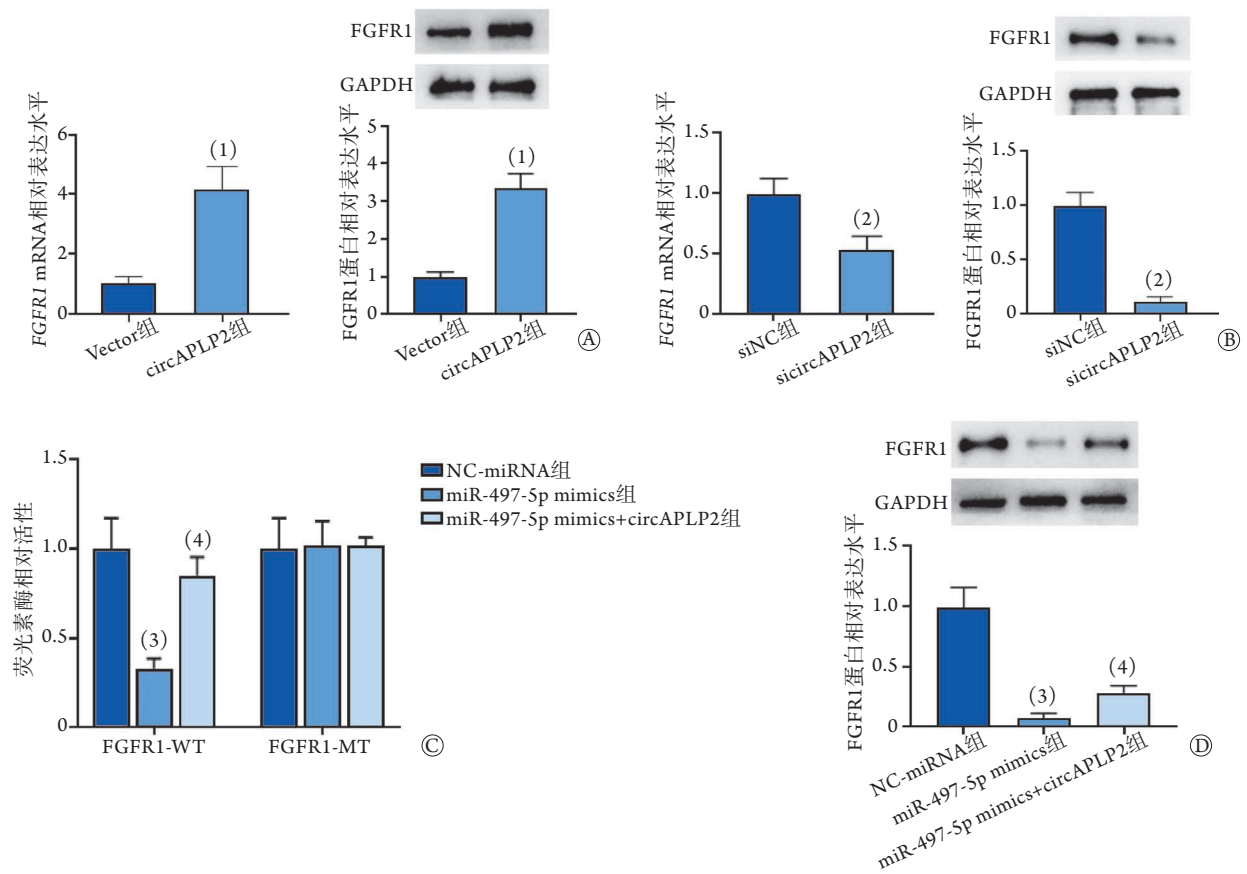 FGFR1
GAPDH
FGFR1 mRNA相对表达水平
6
4
2
0
(1)
Vector组
circAPLP2组
FGFR1蛋白相对表达水平
5
4
3
2
1
0
(1)
Vector组
circAPLP2组
Ⓐ
FGFR1
GAPDH
FGFR1 mRNA相对表达水平
1.5
1.0
0.5
0
(2)
siNC组
sicircAPLP2组
FGFR1蛋白相对表达水平
1.5
1.0
0.5
0
(2)
siNC组
sicircAPLP2组
Ⓑ
荧光素酶相对活性
1.5
1.0
0.5
0
(3)
(4)
FGFR1-WT
FGFR1-MT
NC-miRNA组
miR-497-5p mimics组
miR-497-5p mimics+circAPLP2组
Ⓒ
FGFR1
GAPDH
FGFR1蛋白相对表达水平
1.5
1.0
0.5
0
(3)
(4)
NC-miRNA组
miR-497-5p mimics组
miR-497-5p mimics+circAPLP2组
Ⓓ